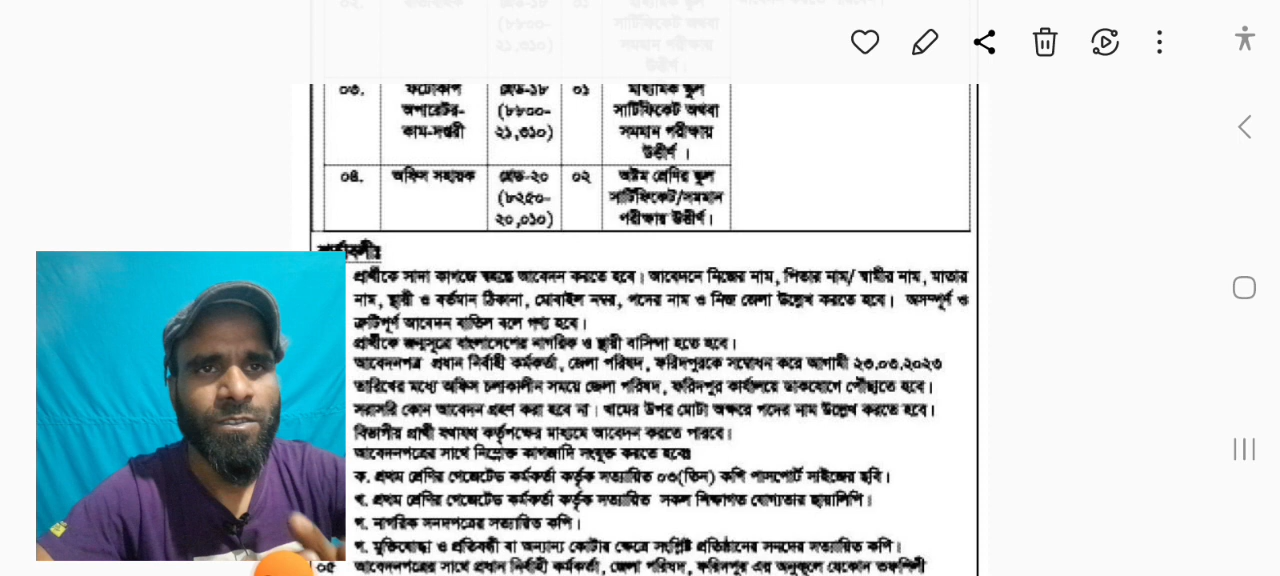 ০৩. ফটোকপি গ্রেড-১৮ ০১ মাধ্যমিক স্কুল
অপারেটর- (৮৮০০- সার্টিফিকেট অথবা
কাম-দপ্তরী ২১,৩১০) সমমান পরীক্ষায়
উত্তীর্ণ ।
০৪. অফিস সহায়ক গ্রেড-২০ ০২ অষ্টম শ্রেণির স্কুল
(৮২৫০- সার্টিফিকেট/সমমান
২০,০১০) পরীক্ষায় উত্তীর্ণ।
শর্তাবলীঃ
প্রার্থীকে সাদা কাগজে স্বহস্তে আবেদন করতে হবে। আবেদনে নিজের নাম, পিতার নাম/ স্বামীর নাম, মাতার
নাম, স্থায়ী ও বর্তমান ঠিকানা, মোবাইল নম্বর, পদের নাম ও নিজ জেলা উল্লেখ করতে হবে। অসম্পূর্ণ ও
ত্রুটিপূর্ণ আবেদন বাতিল বলে গণ্য হবে।
প্রার্থীকে জন্মসূত্রে বাংলাদেশের নাগরিক ও স্থায়ী বাসিন্দা হতে হবে।
আবেদনপত্র প্রধান নির্বাহী কর্মকর্তা, জেলা পরিষদ, ফরিদপুরকে সম্বোধন করে আগামী ২৩.০৩.২০২৩
তারিখের মধ্যে অফিস চলাকালীন সময়ে জেলা পরিষদ, ফরিদপুর কার্যালয়ে ডাকযোগে পৌঁছাতে হবে।
সরাসরি কোন আবেদন গ্রহণ করা হবে না। খামের উপর মোটা অক্ষরে পদের নাম উল্লেখ করতে হবে।
বিভাগীয় প্রার্থী যথাযথ কর্তৃপক্ষের মাধ্যমে আবেদন করতে পারবে।
আবেদনপত্রের সাথে নিম্নোক্ত কাগজাদি সংযুক্ত করতে হবেঃ
ক. প্রথম শ্রেণির গেজেটেড কর্মকর্তা কর্তৃক সত্যায়িত ০৩(তিন) কপি পাসপোর্ট সাইজের ছবি।
খ. প্রথম শ্রেণির গেজেটেড কর্মকর্তা কর্তৃক সত্যায়িত সকল শিক্ষাগত যোগ্যতার ছায়ালিপি।
গ. নাগরিক সনদপত্রের সত্যায়িত কপি।
গ. মুক্তিযোদ্ধা ও প্রতিবন্ধী বা অন্যান্য কোটার ক্ষেত্রে সংশ্লিষ্ট প্রতিষ্ঠানের সনদের সত্যায়িত কপি।
০৫ আবেদনপত্রের সাথে প্রধান নির্বাহী কর্মকর্তা, জেলা পরিষদ, ফরিদপুর এর অনুকূলে যেকোন তফশিলী